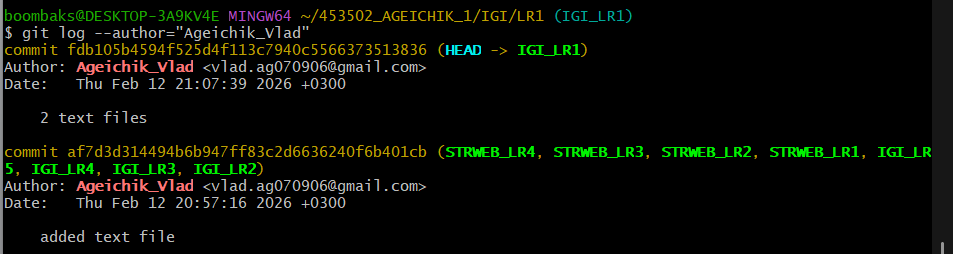 boombaks@DESKTOP-3A9KV4E MINGW64 ~/453502_AGEICHIK_1/IGI/LR1 (IGI_LR1)
$ git log --author="Ageichik_Vlad"
commit fdb105b4594f525d4f113c7940c5566373513836 (HEAD -> IGI_LR1)
Author: Ageichik_Vlad <vlad.ag070906@gmail.com>
Date:   Thu Feb 12 21:07:39 2026 +0300
    2 text files
commit af7d3d314494b6b947ff83c2d6636240f6b401cb (STRWEB_LR4, STRWEB_LR3, STRWEB_LR2, STRWEB_LR1, IGI_LR
5, IGI_LR4, IGI_LR3, IGI_LR2)
Author: Ageichik_Vlad <vlad.ag070906@gmail.com>
Date:   Thu Feb 12 20:57:16 2026 +0300
    added text file